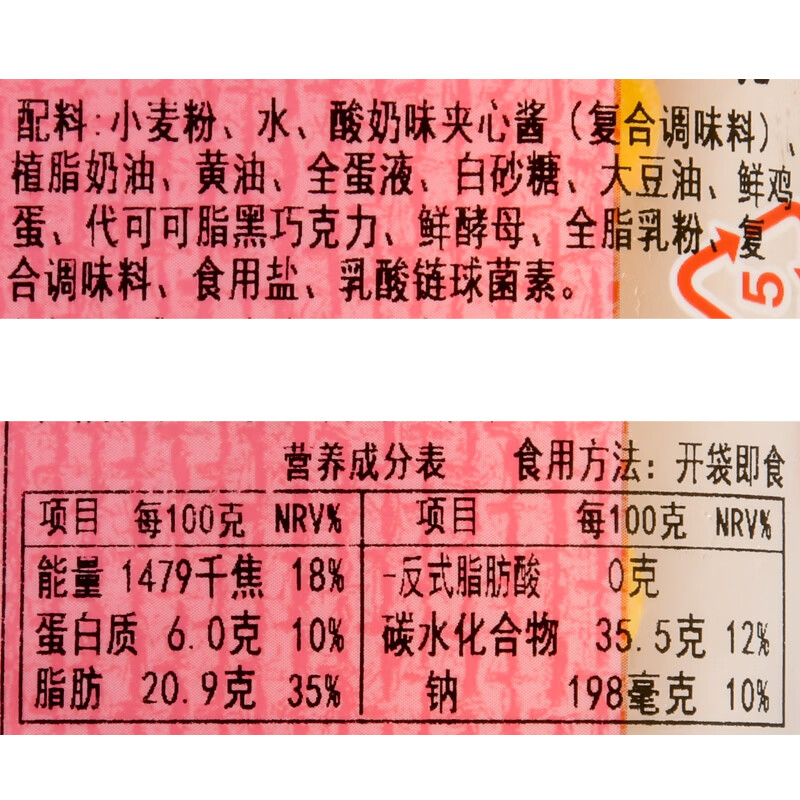 配料:小麦粉、水、酸奶味夹心酱(复合调味料)、
植脂奶油、黄油、全蛋液、白砂糖、大豆油、鲜鸡
蛋、代可可脂黑巧克力、鲜酵母、全脂乳粉、复
合调味料、食用盐、乳酸链球菌素。
5
营养成分表 食用方法:开袋即食
项目 每100克 NRV% 项目 每100克 NRV%
能量 1479千焦 18% -反式脂肪酸 0克
蛋白质 6.0克 10% 碳水化合物 35.5克 12%
脂肪 20.9克 35% 钠 198毫克 10%